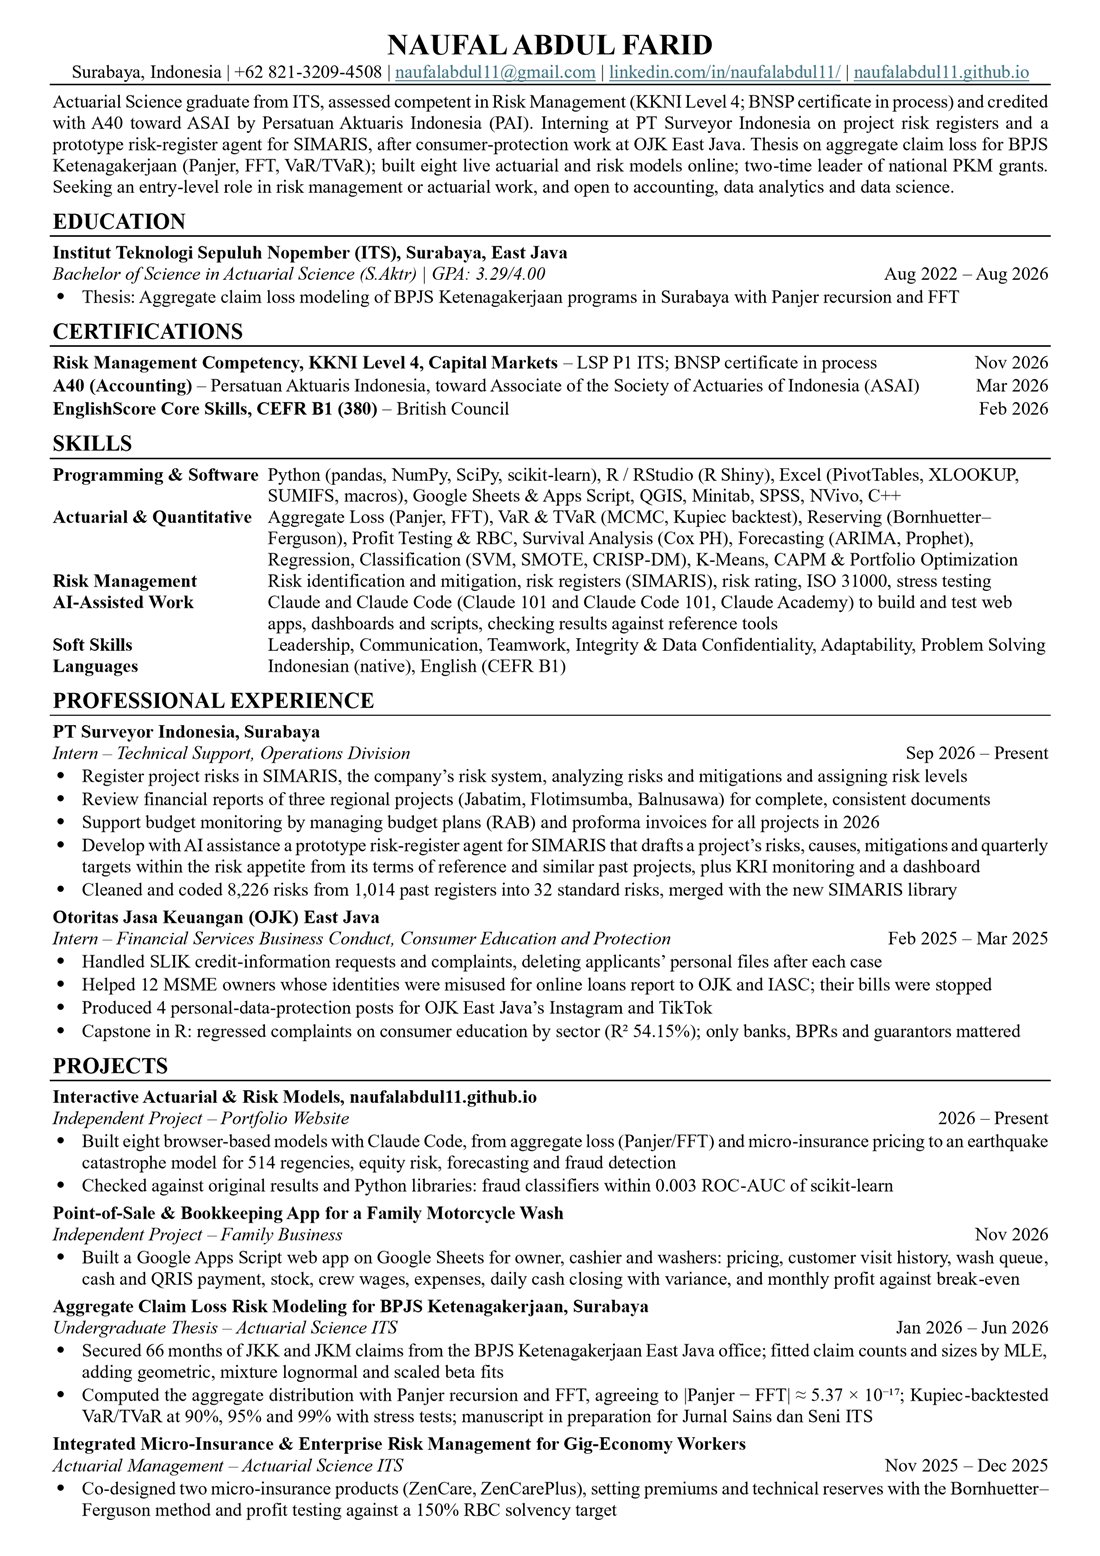 NAUFAL ABDUL FARID
Surabaya, Indonesia | +62 821-3209-4508 | naufalabdul11@gmail.com | linkedin.com/in/naufalabdul11/ | naufalabdul11.github.io
Actuarial Science graduate from ITS, assessed competent in Risk Management (KKNI Level 4; BNSP certificate in process) and credited
with A40 toward ASAI by Persatuan Aktuaris Indonesia (PAI). Interning at PT Surveyor Indonesia on project risk registers and a
prototype risk-register agent for SIMARIS, after consumer-protection work at OJK East Java. Thesis on aggregate claim loss for BPJS
Ketenagakerjaan (Panjer, FFT, VaR/TVaR); built eight live actuarial and risk models online; two-time leader of national PKM grants.
Seeking an entry-level role in risk management or actuarial work, and open to accounting, data analytics and data science.
EDUCATION
Institut Teknologi Sepuluh Nopember (ITS), Surabaya, East Java
Bachelor of Science in Actuarial Science (S.Aktr) | GPA: 3.29/4.00 Aug 2022 – Aug 2026
• Thesis: Aggregate claim loss modeling of BPJS Ketenagakerjaan programs in Surabaya with Panjer recursion and FFT
CERTIFICATIONS
Risk Management Competency, KKNI Level 4, Capital Markets – LSP P1 ITS; BNSP certificate in process Nov 2026
A40 (Accounting) – Persatuan Aktuaris Indonesia, toward Associate of the Society of Actuaries of Indonesia (ASAI) Mar 2026
EnglishScore Core Skills, CEFR B1 (380) – British Council Feb 2026
SKILLS
Programming & Software Python (pandas, NumPy, SciPy, scikit-learn), R / RStudio (R Shiny), Excel (PivotTables, XLOOKUP,
SUMIFS, macros), Google Sheets & Apps Script, QGIS, Minitab, SPSS, NVivo, C++
Actuarial & Quantitative Aggregate Loss (Panjer, FFT), VaR & TVaR (MCMC, Kupiec backtest), Reserving (Bornhuetter–
Ferguson), Profit Testing & RBC, Survival Analysis (Cox PH), Forecasting (ARIMA, Prophet),
Regression, Classification (SVM, SMOTE, CRISP-DM), K-Means, CAPM & Portfolio Optimization
Risk Management Risk identification and mitigation, risk registers (SIMARIS), risk rating, ISO 31000, stress testing
AI-Assisted Work Claude and Claude Code (Claude 101 and Claude Code 101, Claude Academy) to build and test web
apps, dashboards and scripts, checking results against reference tools
Soft Skills Leadership, Communication, Teamwork, Integrity & Data Confidentiality, Adaptability, Problem Solving
Languages Indonesian (native), English (CEFR B1)
PROFESSIONAL EXPERIENCE
PT Surveyor Indonesia, Surabaya
Intern – Technical Support, Operations Division Sep 2026 – Present
• Register project risks in SIMARIS, the company's risk system, analyzing risks and mitigations and assigning risk levels
• Review financial reports of three regional projects (Jabatim, Flotimsumba, Balnusawa) for complete, consistent documents
• Support budget monitoring by managing budget plans (RAB) and proforma invoices for all projects in 2026
• Develop with AI assistance a prototype risk-register agent for SIMARIS that drafts a project's risks, causes, mitigations and quarterly
targets within the risk appetite from its terms of reference and similar past projects, plus KRI monitoring and a dashboard
• Cleaned and coded 8,226 risks from 1,014 past registers into 32 standard risks, merged with the new SIMARIS library
Otoritas Jasa Keuangan (OJK) East Java
Intern – Financial Services Business Conduct, Consumer Education and Protection Feb 2025 – Mar 2025
• Handled SLIK credit-information requests and complaints, deleting applicants' personal files after each case
• Helped 12 MSME owners whose identities were misused for online loans report to OJK and IASC; their bills were stopped
• Produced 4 personal-data-protection posts for OJK East Java's Instagram and TikTok
• Capstone in R: regressed complaints on consumer education by sector (R² 54.15%); only banks, BPRs and guarantors mattered
PROJECTS
Interactive Actuarial & Risk Models, naufalabdul11.github.io
Independent Project – Portfolio Website 2026 – Present
• Built eight browser-based models with Claude Code, from aggregate loss (Panjer/FFT) and micro-insurance pricing to an earthquake
catastrophe model for 514 regencies, equity risk, forecasting and fraud detection
• Checked against original results and Python libraries: fraud classifiers within 0.003 ROC-AUC of scikit-learn
Point-of-Sale & Bookkeeping App for a Family Motorcycle Wash
Independent Project – Family Business Nov 2026
• Built a Google Apps Script web app on Google Sheets for owner, cashier and washers: pricing, customer visit history, wash queue,
cash and QRIS payment, stock, crew wages, expenses, daily cash closing with variance, and monthly profit against break-even
Aggregate Claim Loss Risk Modeling for BPJS Ketenagakerjaan, Surabaya
Undergraduate Thesis – Actuarial Science ITS Jan 2026 – Jun 2026
• Secured 66 months of JKK and JKM claims from the BPJS Ketenagakerjaan East Java office; fitted claim counts and sizes by MLE,
adding geometric, mixture lognormal and scaled beta fits
• Computed the aggregate distribution with Panjer recursion and FFT, agreeing to |Panjer − FFT| ≈ 5.37 × 10⁻¹⁷; Kupiec-backtested
VaR/TVaR at 90%, 95% and 99% with stress tests; manuscript in preparation for Jurnal Sains dan Seni ITS
Integrated Micro-Insurance & Enterprise Risk Management for Gig-Economy Workers
Actuarial Management – Actuarial Science ITS Nov 2025 – Dec 2025
• Co-designed two micro-insurance products (ZenCare, ZenCarePlus), setting premiums and technical reserves with the Bornhuetter–
Ferguson method and profit testing against a 150% RBC solvency target